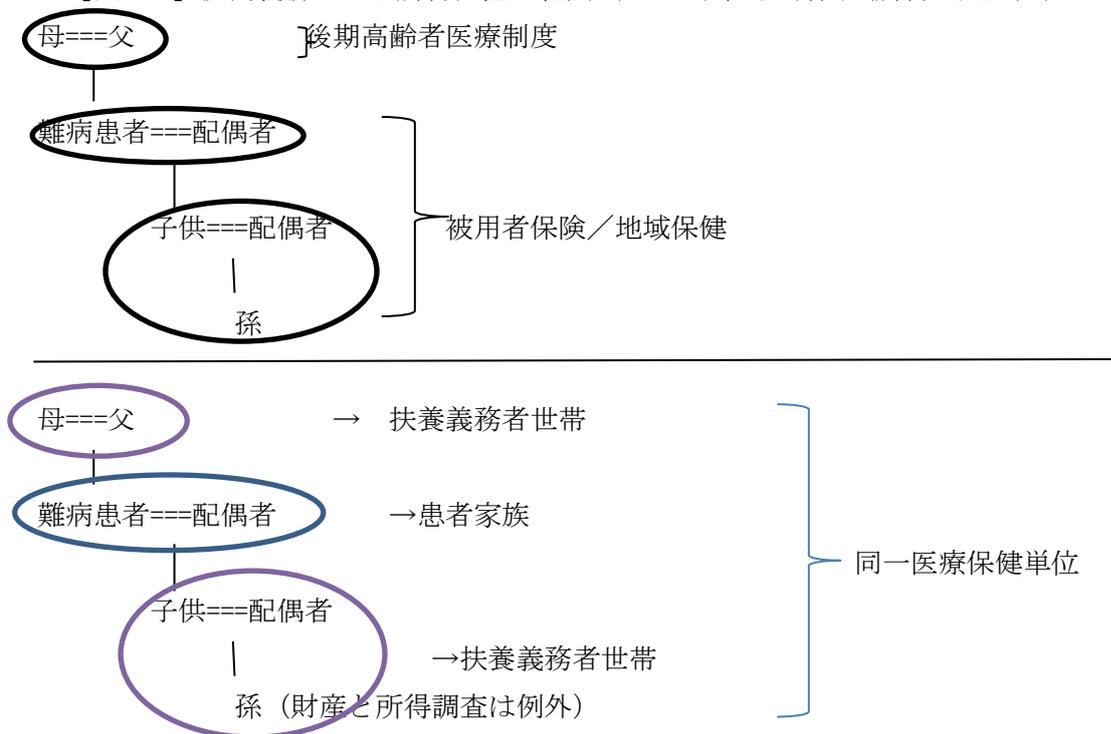 母===父 後期高齢者医療制度
難病患者===配偶者
子供===配偶者 被用者保険／地域保健
孫
母===父 → 扶養義務者世帯
難病患者===配偶者 →患者家族
同一医療保健単位
子供===配偶者
→扶養義務者世帯
孫（財産と所得調査は例外）